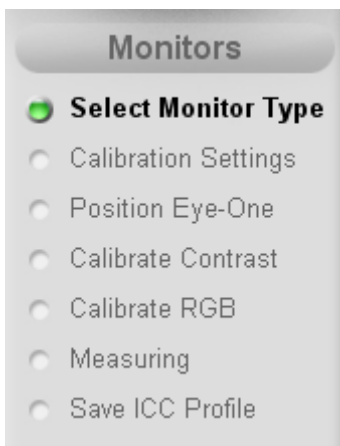 Monitors
Select Monitor Type
Calibration Settings
Position Eye-One
Calibrate Contrast
Calibrate RGB
Measuring
Save ICC Profile